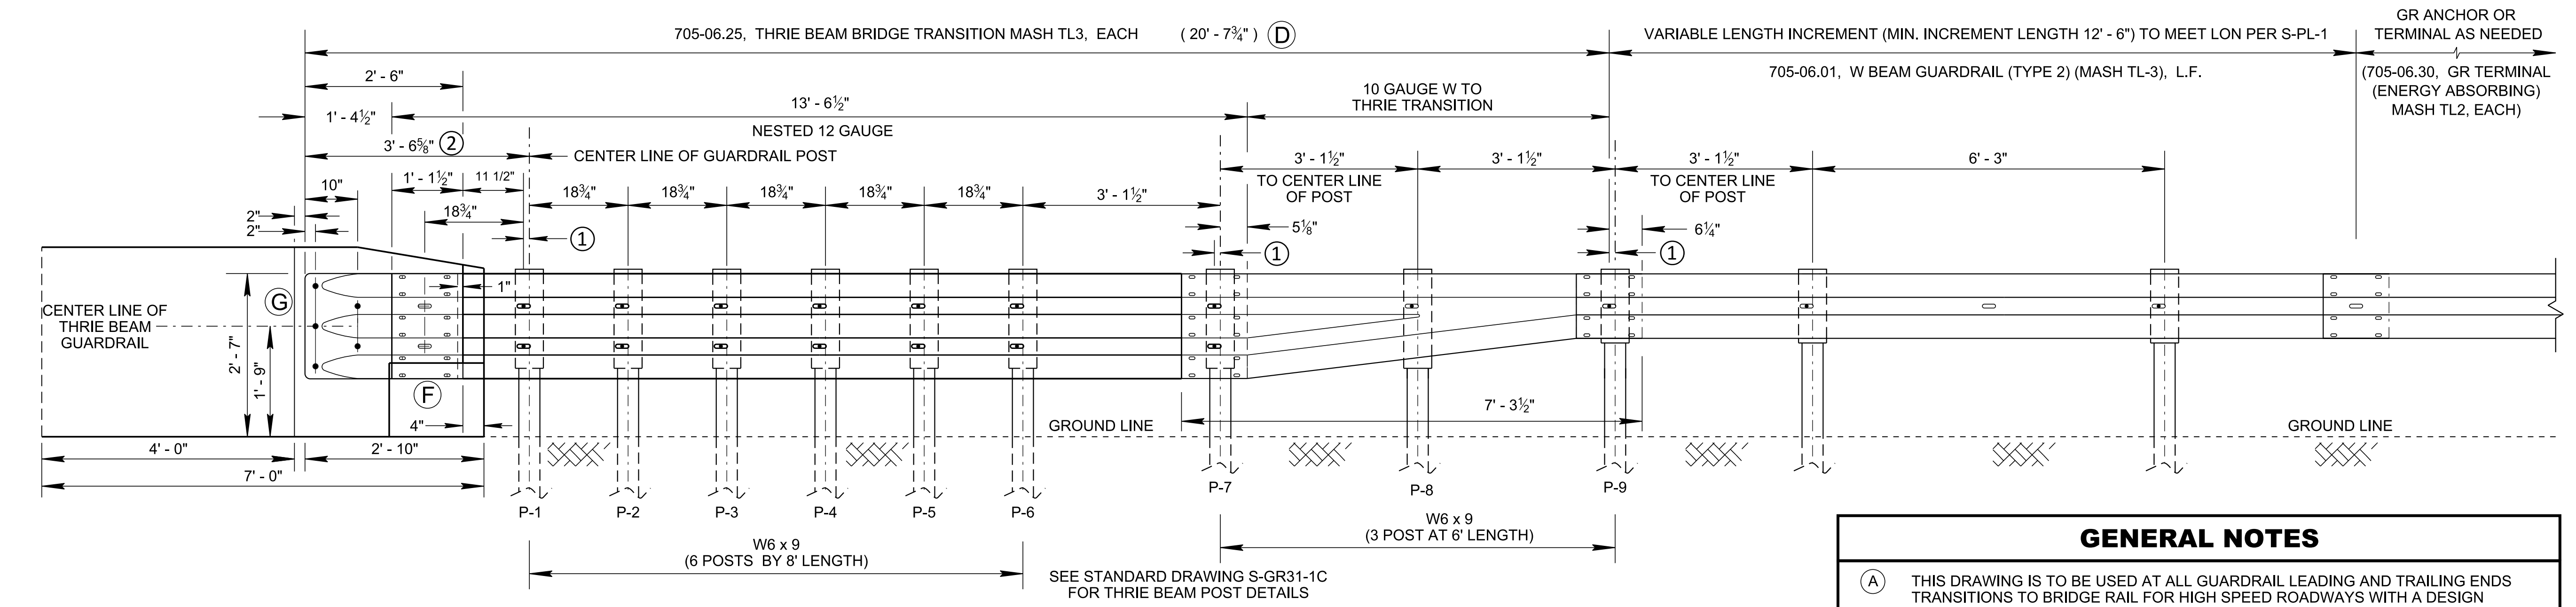 705-06.25, THRIE BEAM BRIDGE TRANSITION MASH TL3, EACH ( 20' - 7¾" ) D
VARIABLE LENGTH INCREMENT (MIN. INCREMENT LENGTH 12' - 6") TO MEET LON PER S-PL-1
GR ANCHOR OR
TERMINAL AS NEEDED
705-06.01, W BEAM GUARDRAIL (TYPE 2) (MASH TL-3), L.F.
(705-06.30, GR TERMINAL
(ENERGY ABSORBING)
MASH TL2, EACH)
2' - 6"
13' - 6½"
10 GAUGE W TO
THRIE TRANSITION
1' - 4½"
NESTED 12 GAUGE
3' - 6⅝" 2
CENTER LINE OF GUARDRAIL POST
3' - 1½"
TO CENTER LINE
OF POST
3' - 1½"
3' - 1½"
TO CENTER LINE
OF POST
6' - 3"
10"
1' - 1½"
11 1/2"
18¾"
18¾"
18¾"
18¾"
18¾"
3' - 1½"
18¾"
2"
2"
1
5⅛"
1
6¼"
1
G
1"
CENTER LINE OF
THRIE BEAM
GUARDRAIL
2' - 7"
1' - 9"
F
4"
7' - 3½"
GROUND LINE
GROUND LINE
4' - 0"
2' - 10"
7' - 0"
P-1
P-2
P-3
P-4
P-5
P-6
P-7
P-8
P-9
W6 x 9
(6 POSTS BY 8' LENGTH)
W6 x 9
(3 POST AT 6' LENGTH)
SEE STANDARD DRAWING S-GR31-1C
FOR THRIE BEAM POST DETAILS
GENERAL NOTES
A THIS DRAWING IS TO BE USED AT ALL GUARDRAIL LEADING AND TRAILING ENDS
TRANSITIONS TO BRIDGE RAIL FOR HIGH SPEED ROADWAYS WITH A DESIGN